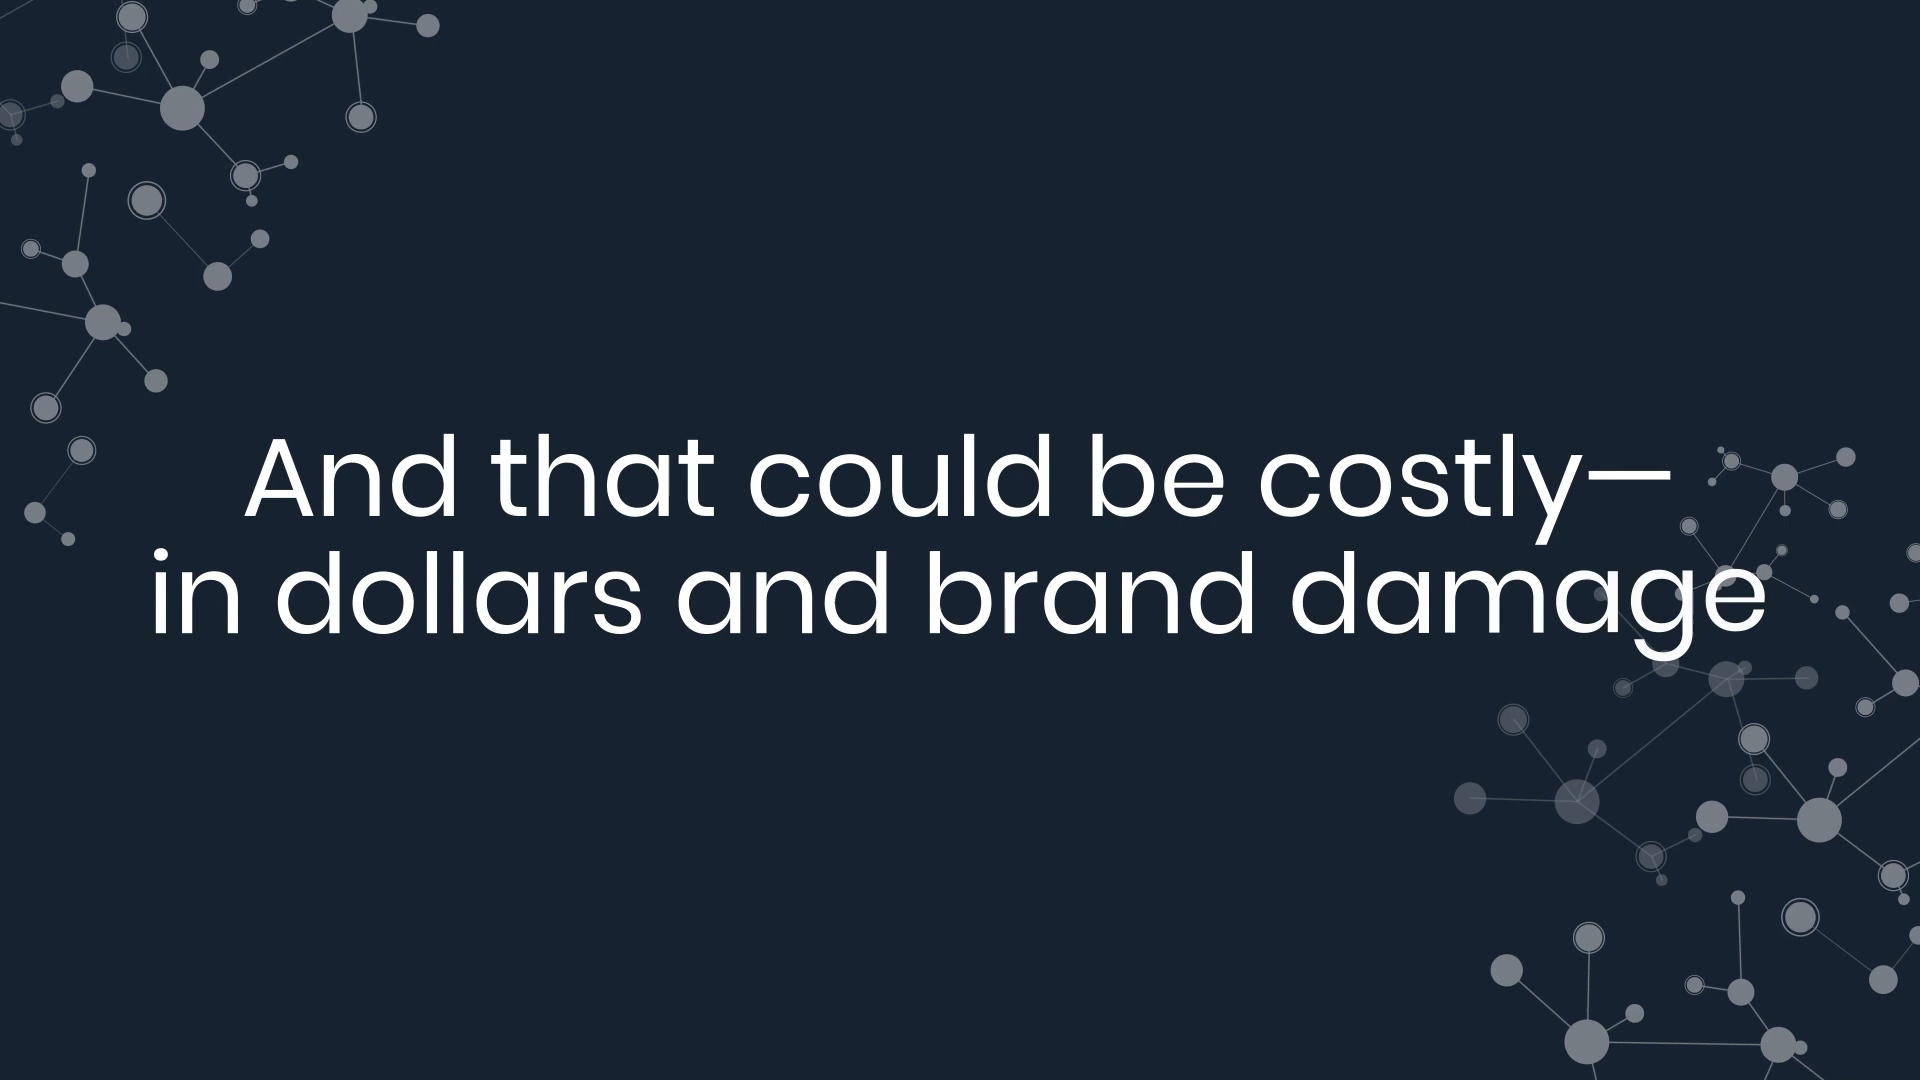 And that could be costly—
in dollars and brand damage